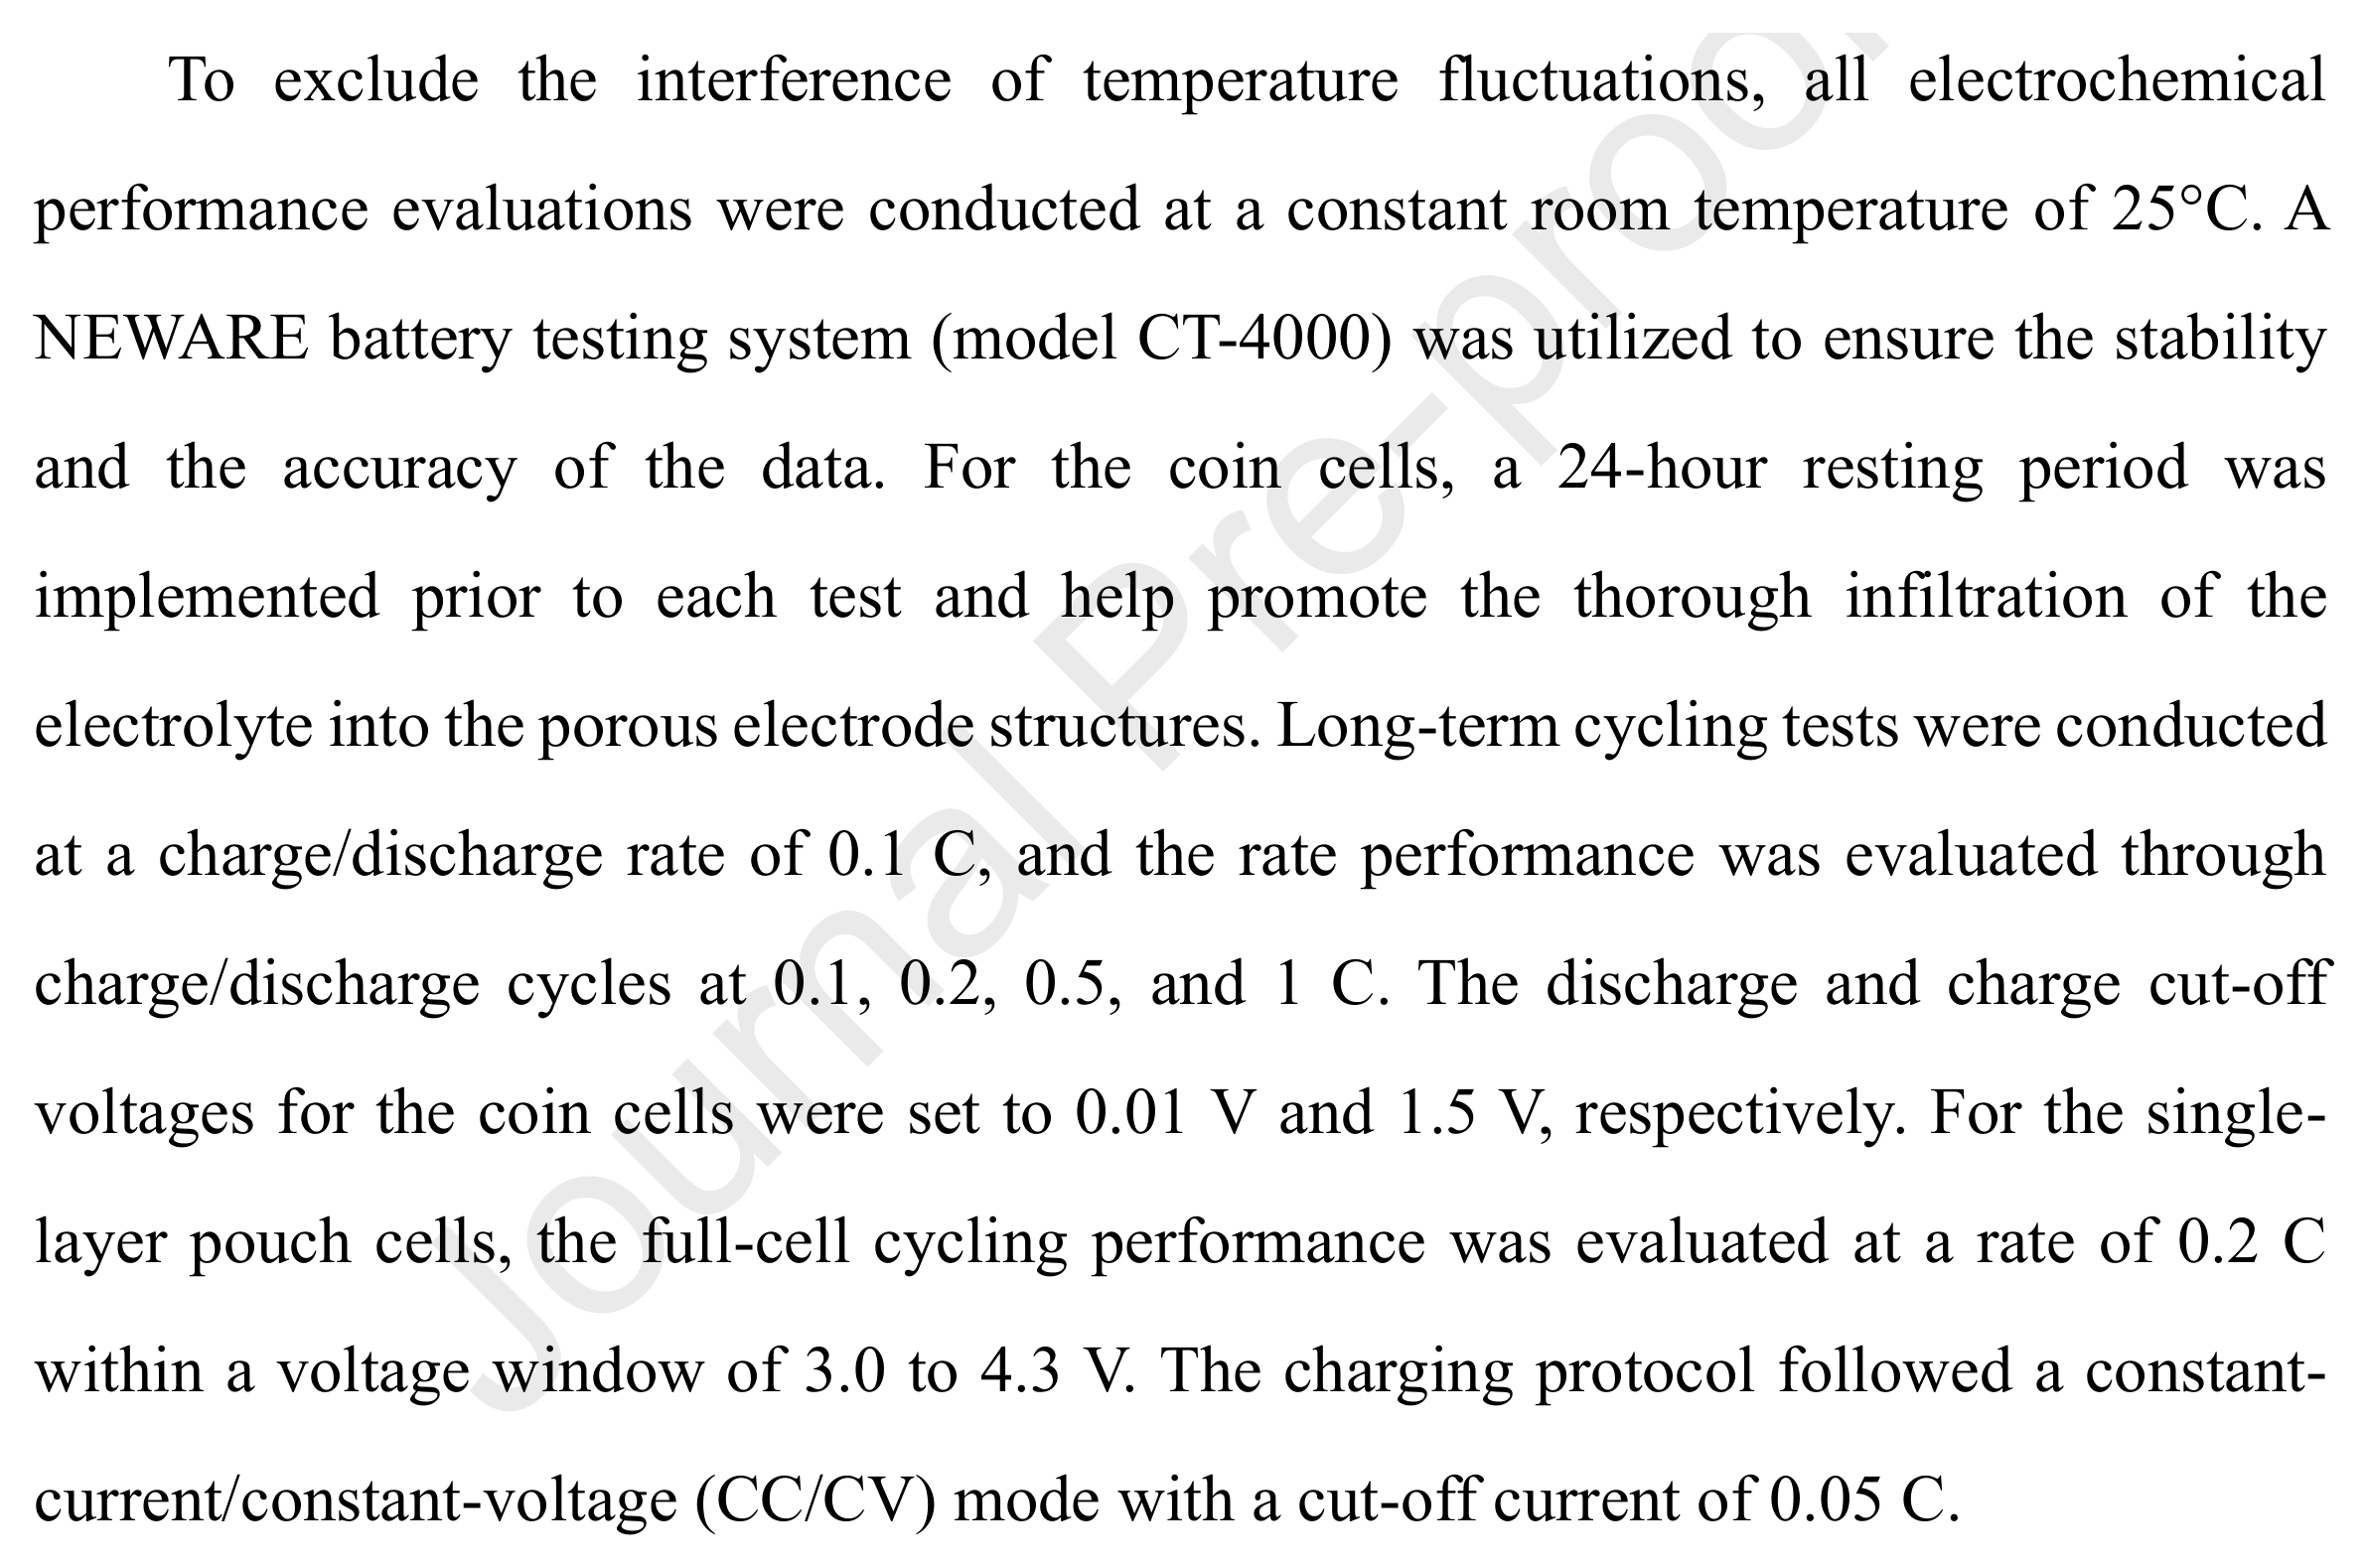 To exclude the interference of temperature fluctuations, all electrochemical
performance evaluations were conducted at a constant room temperature of 25°C. A
NEWARE battery testing system (model CT-4000) was utilized to ensure the stability
and the accuracy of the data. For the coin cells, a 24-hour resting period was
implemented prior to each test and help promote the thorough infiltration of the
electrolyte into the porous electrode structures. Long-term cycling tests were conducted
at a charge/discharge rate of 0.1 C, and the rate performance was evaluated through
charge/discharge cycles at 0.1, 0.2, 0.5, and 1 C. The discharge and charge cut-off
voltages for the coin cells were set to 0.01 V and 1.5 V, respectively. For the single-
layer pouch cells, the full-cell cycling performance was evaluated at a rate of 0.2 C
within a voltage window of 3.0 to 4.3 V. The charging protocol followed a constant-
current/constant-voltage (CC/CV) mode with a cut-off current of 0.05 C.
Journal Pre-proof